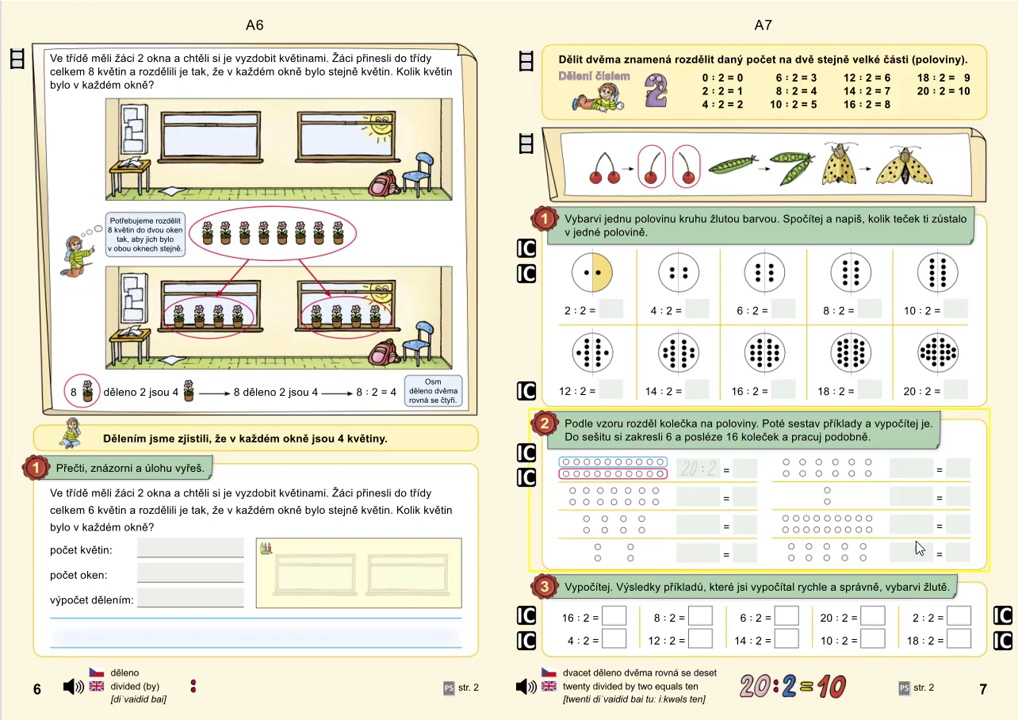 A6
Ve třídě měli žáci 2 okna a chtěli si je vyzdobit květinami. Žáci přinesli do třídy
celkem 8 květin a rozdělili je tak, že v každém okně bylo stejně květin. Kolik květin
bylo v každém okně?
Potřebujeme rozdělit
8 květin do dvou oken
tak, aby jich bylo
v obou oknech stejně.
8 děleno 2 jsou 4 8 děleno 2 jsou 4 8 : 2 = 4
Osm
děleno dvěma
rovná se čtyři.
Dělením jsme zjistili, že v každém okně jsou 4 květiny.
1 Přečti, znázorni a úlohu vyřeš.
Ve třídě měli žáci 2 okna a chtěli si je vyzdobit květinami. Žáci přinesli do třídy
celkem 6 květin a rozdělili je tak, že v každém okně bylo stejně květin. Kolik květin
bylo v každém okně?
počet květin:
počet oken:
výpočet dělením:
6
děleno
divided (by)
[di´vaidid bai]
:
PS str. 2
A7
Dělit dvěma znamená rozdělit daný počet na dvě stejně velké části (poloviny).
Dělení číslem 2
0 : 2 = 0 6 : 2 = 3 12 : 2 = 6 18 : 2 = 9
2 : 2 = 1 8 : 2 = 4 14 : 2 = 7 20 : 2 = 10
4 : 2 = 2 10 : 2 = 5 16 : 2 = 8
1 Vybarvi jednu polovinu kruhu žlutou barvou. Spočítej a napiš, kolik teček ti zůstalo
v jedné polovině.
IC
IC
2 : 2 = 4 : 2 = 6 : 2 = 8 : 2 = 10 : 2 =
IC
12 : 2 = 14 : 2 = 16 : 2 = 18 : 2 = 20 : 2 =
2 Podle vzoru rozděl kolečka na poloviny. Poté sestav příklady a vypočítej je.
Do sešitu si zakresli 6 a posléze 16 koleček a pracuj podobně.
IC
IC
20 : 2 = =
= =
= =
= =
3 Vypočítej. Výsledky příkladů, které jsi vypočítal rychle a správně, vybarvi žlutě.
IC 16 : 2 = 8 : 2 = 6 : 2 = 20 : 2 = 2 : 2 = IC
IC 4 : 2 = 12 : 2 = 14 : 2 = 10 : 2 = 18 : 2 = IC
dvacet děleno dvěma rovná se deset
twenty divided by two equals ten
[twenti di´vaidid bai tu: i:kwəls ten]
20:2=10
PS str. 2
7